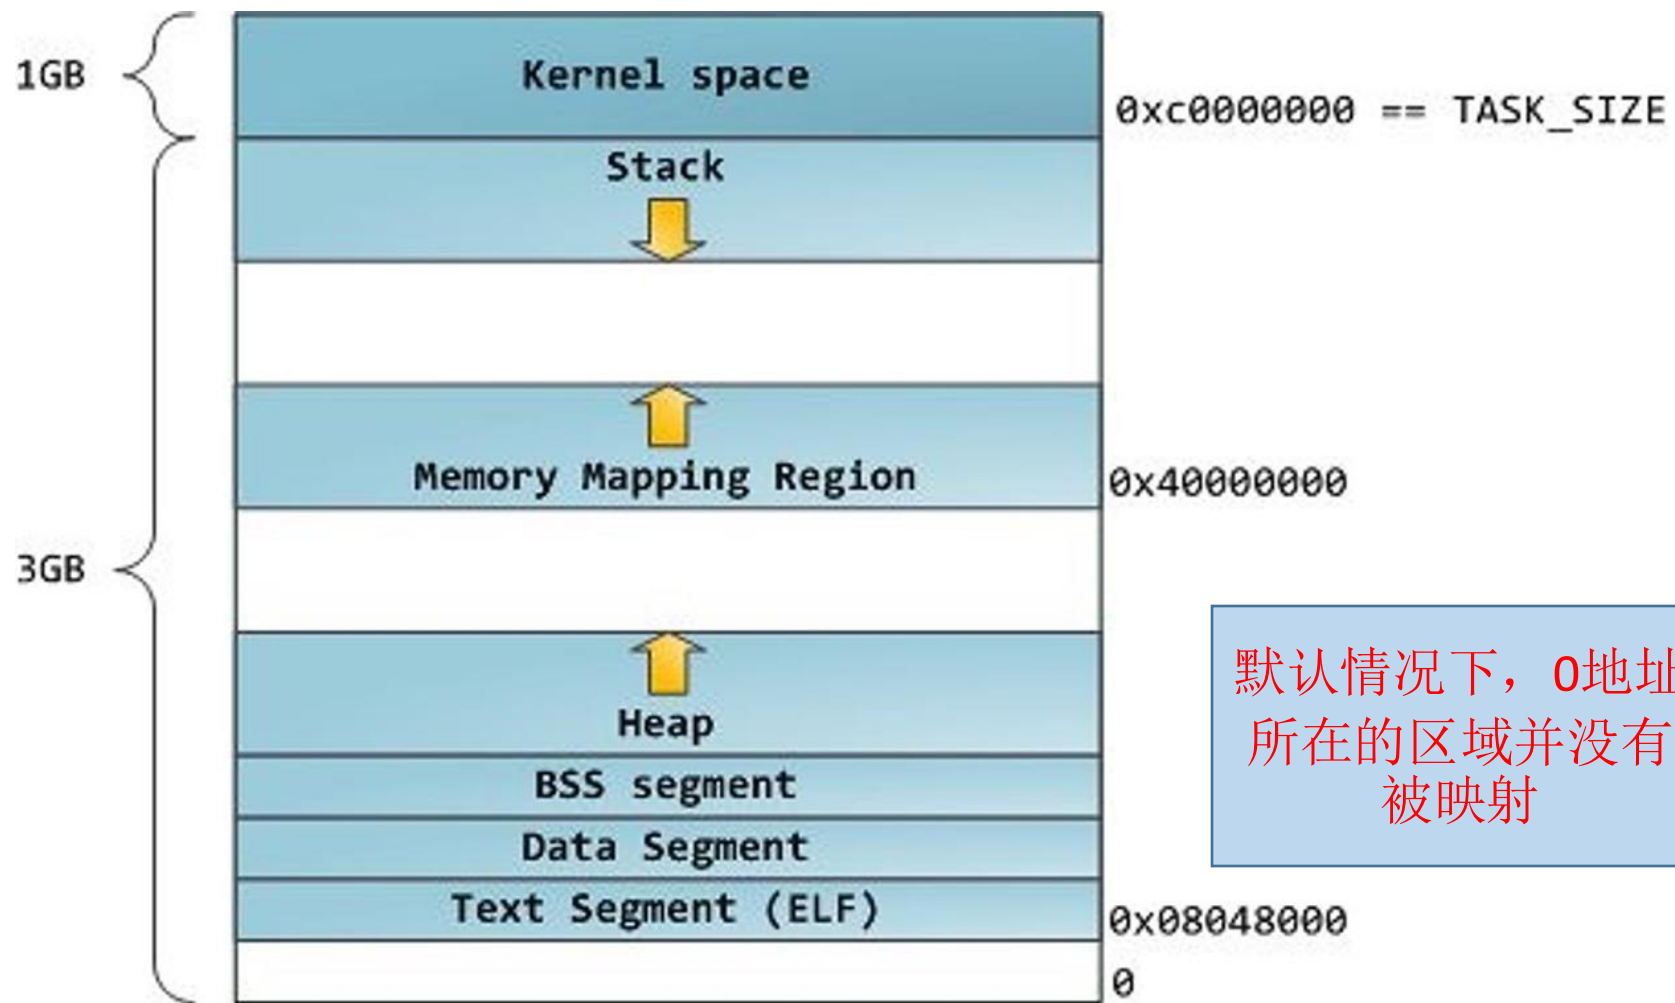 1GB
Kernel space
0xc0000000 == TASK_SIZE
Stack
Memory Mapping Region
0x40000000
3GB
默认情况下，0地址
所在的区域并没有
被映射
Heap
BSS segment
Data Segment
Text Segment (ELF)
0x08048000
0